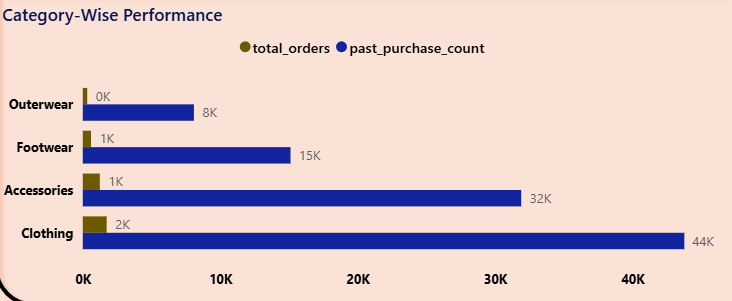 Category-Wise Performance
total_orders past_purchase_count
Outerwear 0K
8K
Footwear 1K
15K
Accessories 1K
32K
Clothing 2K
44K
0K 10K 20K 30K 40K